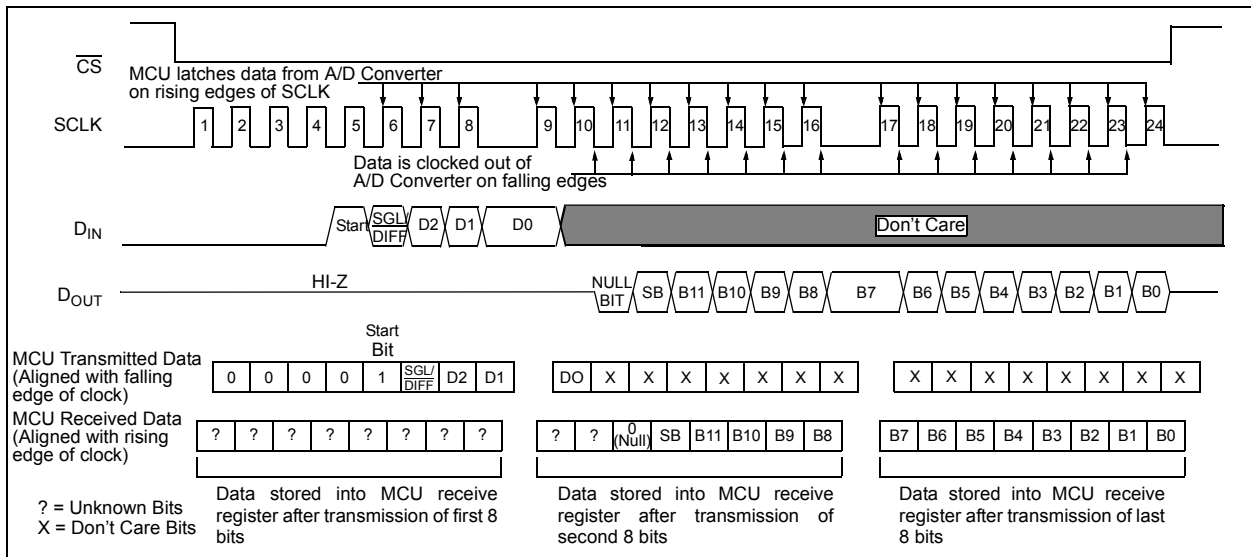 CS
MCU latches data from A/D Converter
on rising edges of SCLK
SCLK
1 2 3 4 5 6 7 8 9 10 11 12 13 14 15 16 17 18 19 20 21 22 23 24
Data is clocked out of
A/D Converter on falling edges
DIN
Start SGL/ DIFF D2 D1 D0 Don't Care
HI-Z
DOUT
NULL BIT SB B11 B10 B9 B8 B7 B6 B5 B4 B3 B2 B1 B0
Start
Bit
MCU Transmitted Data
(Aligned with falling
edge of clock)
0 0 0 0 1 SGL/ DIFF D2 D1 DO X X X X X X X X X X X X X X X
MCU Received Data
(Aligned with rising
edge of clock)
? ? ? ? ? ? ? ? ? ? 0 (Null) SB B11 B10 B9 B8 B7 B6 B5 B4 B3 B2 B1 B0
? = Unknown Bits
X = Don't Care Bits
Data stored into MCU receive
register after transmission of first 8
bits
Data stored into MCU receive
register after transmission of
second 8 bits
Data stored into MCU receive
register after transmission of last
8 bits